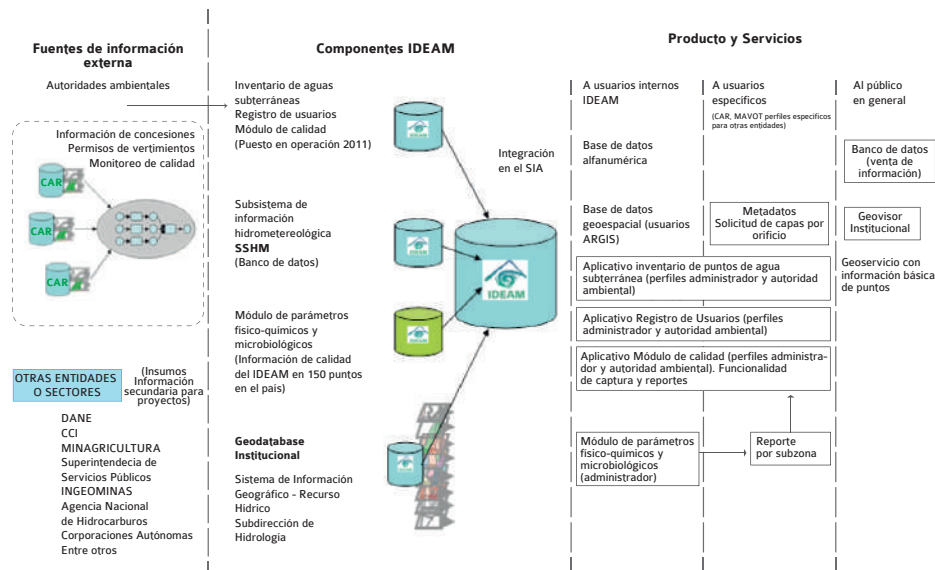 Fuentes de información
externa
Autoridades ambientales
Información de concesiones
Permisos de vertimientos
Monitoreo de calidad
CAR
CAR
CAR
OTRAS ENTIDADES
O SECTORES
(Insumos
Información
secundaria para
proyectos)
DANE
CCI
MINAGRICULTURA
Superintendecia de
Servicios Públicos
INGEOMINAS
Agencia Nacional
de Hidrocarburos
Corporaciones Autónomas
Entre otros
Componentes IDEAM
Inventario de aguas
subterráneas
Registro de usuarios
Módulo de calidad
(Puesto en operación 2011)
Subsistema de
información
hidrometereológica
SSHM
(Banco de datos)
Módulo de parámetros
fisico-químicos y
microbiológicos
(Información de calidad
del IDEAM en 150 puntos
en el país)
Geodatabase
Institucional
Sistema de Información
Geográfico - Recurso
Hídrico
Subdirección de
Hidrología
Integración
en el SIA
IDEAM
Producto y Servicios
A usuarios internos
IDEAM
A usuarios
específicos
(CAR, MAVOT perfiles específicos
para otras entidades)
Al público
en general
Base de datos
alfanumérica
Banco de datos
(venta de
información)
Base de datos
geoespacial (usuarios
ARGIS)
Metadatos
Solicitud de capas por
orificio
Geovisor
Institucional
Geoservicio con
información básica
de puntos
Aplicativo inventario de puntos de agua
subterránea (perfiles administrador y autoridad
ambiental)
Aplicativo Registro de Usuarios (perfiles
administrador y autoridad ambiental)
Aplicativo Módulo de calidad (perfiles administra-
dor y autoridad ambiental). Funcionalidad
de captura y reportes
Módulo de parámetros
fisico-químicos y
microbiológicos
(administrador)
Reporte
por subzona